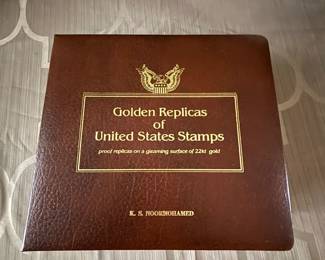 Golden Replicas
of
United States Stamps
proof replicas on a gleaming surface of 22kt gold
K. S. NOORMOHAMED